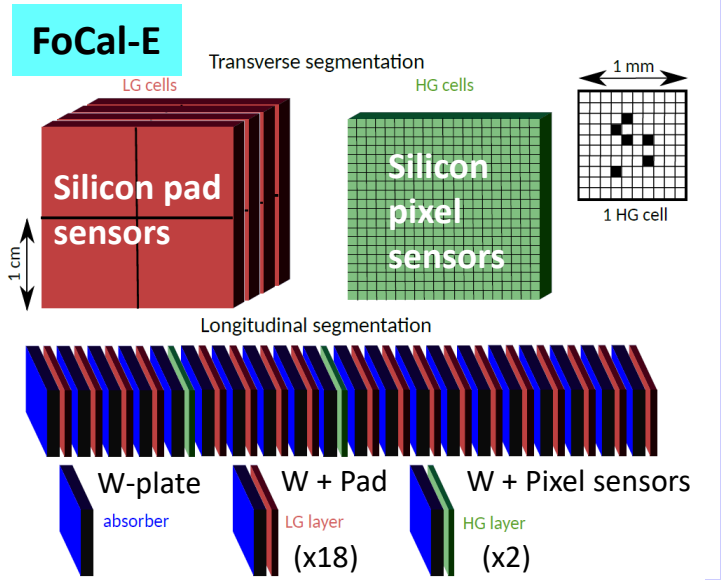 FoCal-E
Transverse segmentation
LG cells
HG cells
1 mm
Silicon pad
sensors
Silicon
pixel
sensors
1 cm
1 HG cell
Longitudinal segmentation
W-plate
absorber
W + Pad
LG layer
(x18)
W + Pixel sensors
HG layer
(x2)